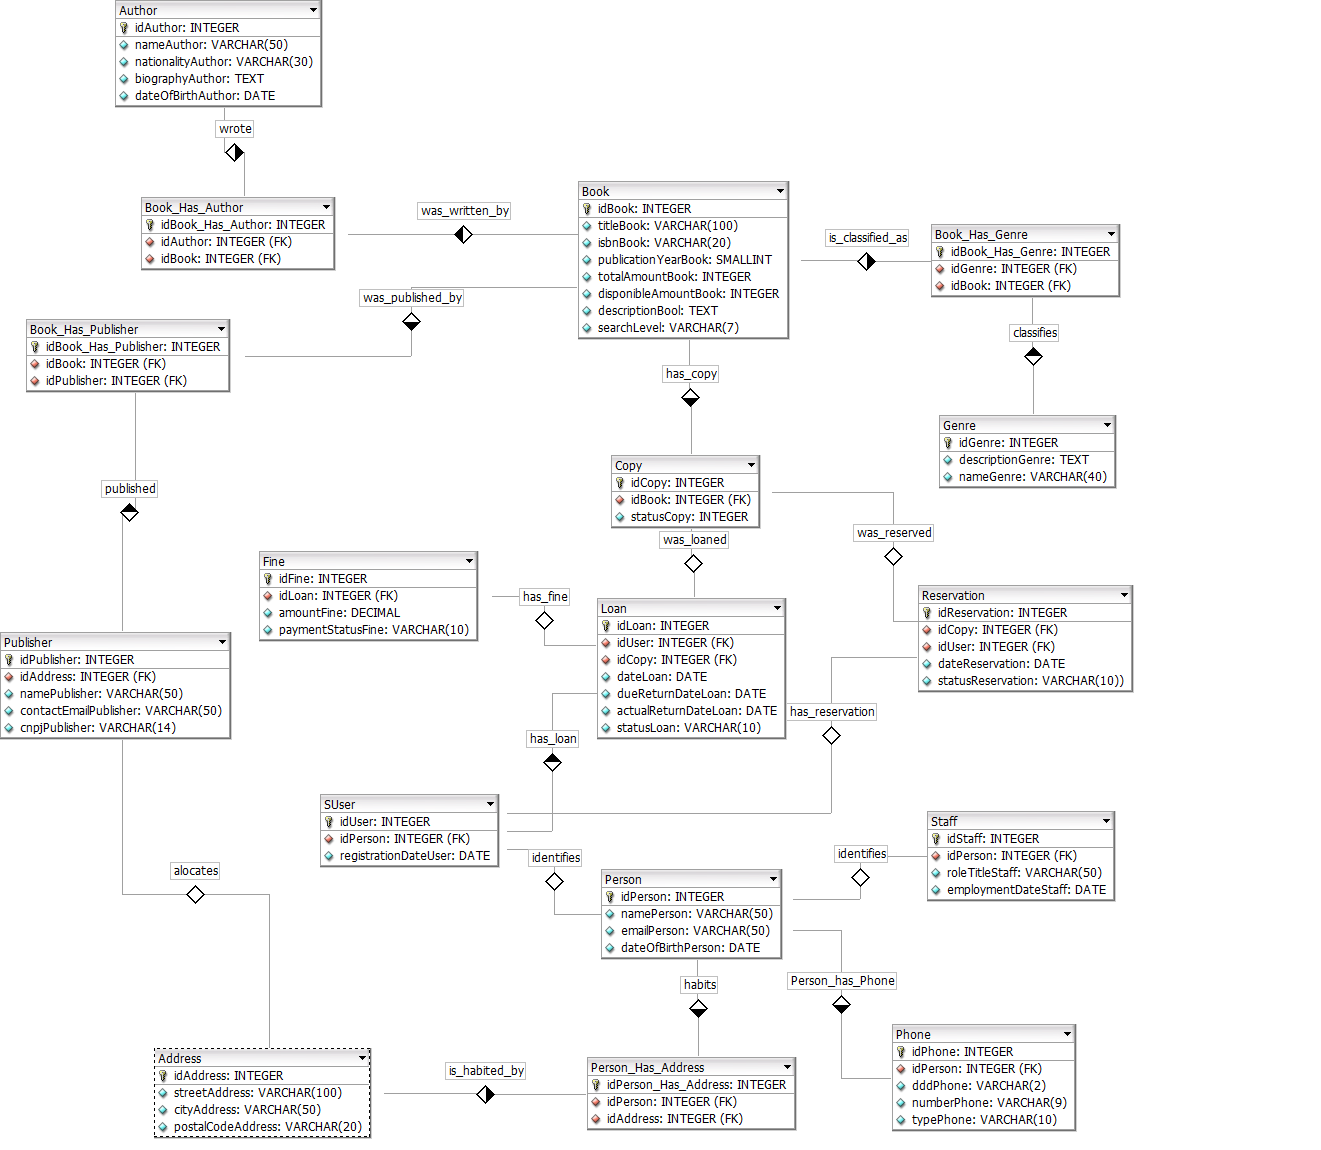 Author
idAuthor: INTEGER
nameAuthor: VARCHAR(50)
nationalityAuthor: VARCHAR(30)
biographyAuthor: TEXT
dateOfBirthAuthor: DATE
wrote
Book_Has_Author
idBook_Has_Author: INTEGER
idAuthor: INTEGER (FK)
idBook: INTEGER (FK)
was_written_by
Book
idBook: INTEGER
titleBook: VARCHAR(100)
isbnBook: VARCHAR(20)
publicationYearBook: SMALLINT
totalAmountBook: INTEGER
disponibleAmountBook: INTEGER
descriptionBool: TEXT
searchLevel: VARCHAR(7)
is_classified_as
Book_Has_Genre
idBook_Has_Genre: INTEGER
idGenre: INTEGER (FK)
idBook: INTEGER (FK)
was_published_by
Book_Has_Publisher
idBook_Has_Publisher: INTEGER
idBook: INTEGER (FK)
idPublisher: INTEGER (FK)
classifies
has_copy
Genre
idGenre: INTEGER
descriptionGenre: TEXT
nameGenre: VARCHAR(40)
Copy
idCopy: INTEGER
idBook: INTEGER (FK)
statusCopy: INTEGER
published
was_loaned
was_reserved
Fine
idFine: INTEGER
idLoan: INTEGER (FK)
amountFine: DECIMAL
paymentStatusFine: VARCHAR(10)
has_fine
Loan
idLoan: INTEGER
idUser: INTEGER (FK)
idCopy: INTEGER (FK)
dateLoan: DATE
dueReturnDateLoan: DATE
actualReturnDateLoan: DATE
statusLoan: VARCHAR(10)
Reservation
idReservation: INTEGER
idCopy: INTEGER (FK)
idUser: INTEGER (FK)
dateReservation: DATE
statusReservation: VARCHAR(10))
Publisher
idPublisher: INTEGER
idAddress: INTEGER (FK)
namePublisher: VARCHAR(50)
contactEmailPublisher: VARCHAR(50)
cnpjPublisher: VARCHAR(14)
has_reservation
has_loan
SUser
idUser: INTEGER
idPerson: INTEGER (FK)
registrationDateUser: DATE
identifies
identifies
Staff
idStaff: INTEGER
idPerson: INTEGER (FK)
roleTitleStaff: VARCHAR(50)
employmentDateStaff: DATE
alocates
Person
idPerson: INTEGER
namePerson: VARCHAR(50)
emailPerson: VARCHAR(50)
dateOfBirthPerson: DATE
habits
Person_has_Phone
Phone
idPhone: INTEGER
idPerson: INTEGER (FK)
dddPhone: VARCHAR(2)
numberPhone: VARCHAR(9)
typePhone: VARCHAR(10)
Address
idAddress: INTEGER
streetAddress: VARCHAR(100)
cityAddress: VARCHAR(50)
postalCodeAddress: VARCHAR(20)
is_habited_by
Person_Has_Address
idPerson_Has_Address: INTEGER
idPerson: INTEGER (FK)
idAddress: INTEGER (FK)